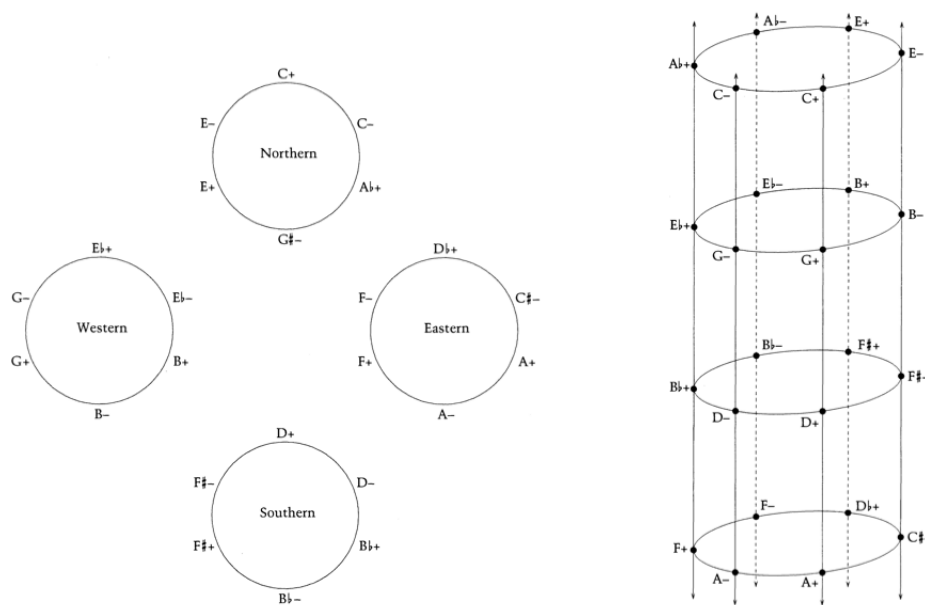 C+
E– C–
Northern
E+ A♭+
G♯–
E♭+ D♭+
G– E♭– F– C♯–
Western Eastern
G+ B+ F+ A+
B– A–
D+
F♯– D–
Southern
F♯+ B♭+
B♭–
A♭– E+
A♭+ E–
C– C+
E♭– B+
E♭+ B–
G– G+
B♭– F♯+
B♭+ F♯–
D– D+
F– D♭+
F+ C♯
A– A+